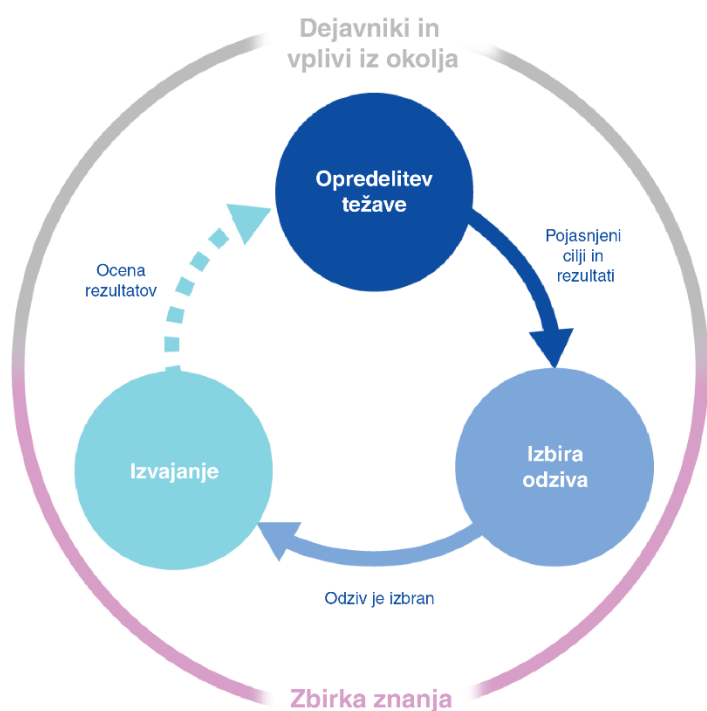 Dejavniki in
vplivi iz okolja
Opredelitev
težave
Pojasnjeni
cilji in
rezultati
Ocena
rezultatov
Izbira
odziva
Izvajanje
Odziv je izbran
Zbirka znanja